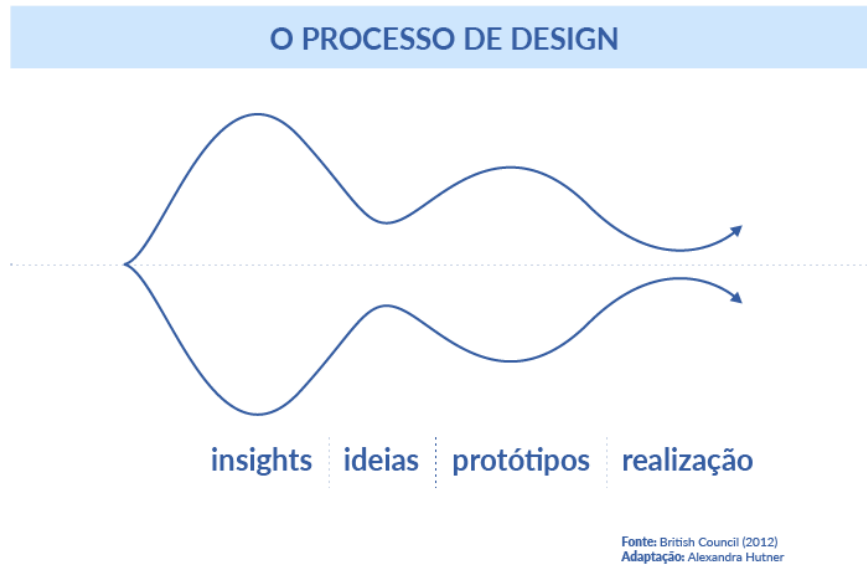 O PROCESSO DE DESIGN
insights ideias protótipos realização
Fonte: British Council (2012)
Adaptação: Alexandra Hutner